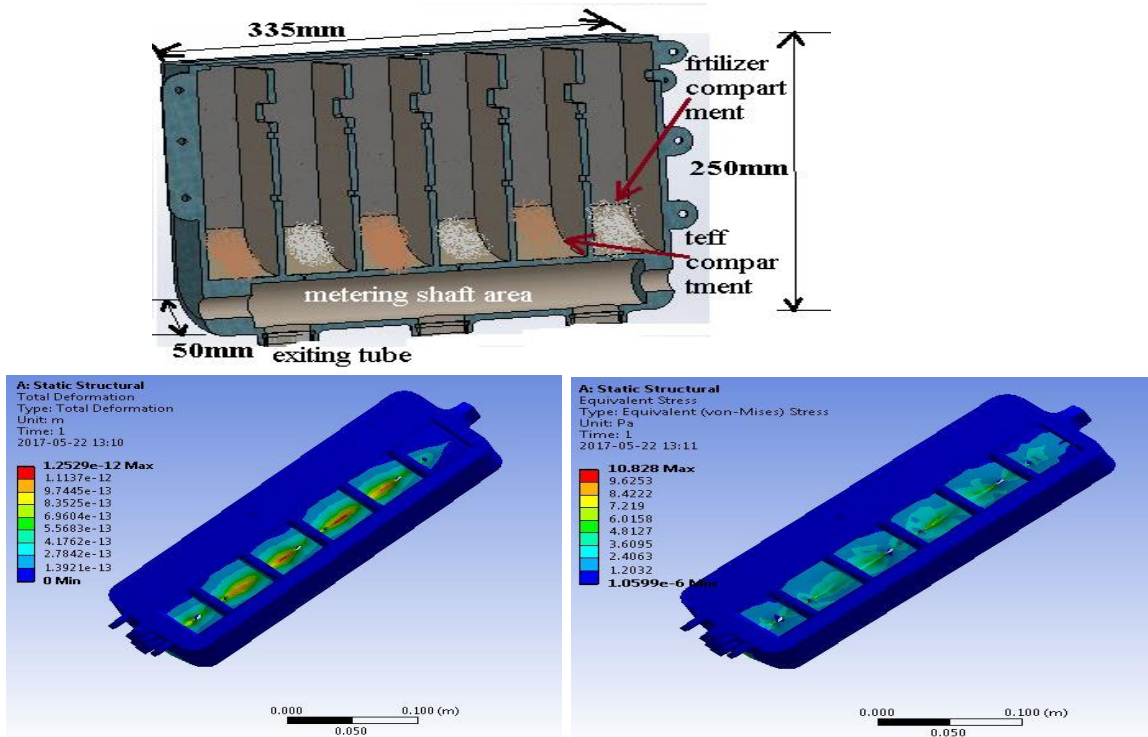 335mm
frtilizer
compart
ment
250mm
teff
compar
tment
metering shaft area
50mm
exiting tube
A: Static Structural
Total Deformation
Type: Total Deformation
Unit: m
Time: 1
2017-05-22 13:10
1.2529e-12 Max
1.1137e-12
9.7445e-13
8.3525e-13
6.9604e-13
5.5683e-13
4.1762e-13
2.7842e-13
1.3921e-13
0 Min
0.000
0.100 (m)
0.050
A: Static Structural
Equivalent Stress
Type: Equivalent (von-Mises) Stress
Unit: Pa
Time: 1
2017-05-22 13:11
10.828 Max
9.6253
8.4222
7.219
6.0158
4.8127
3.6095
2.4063
1.2032
1.0599e-6 Min
0.000
0.100 (m)
0.050